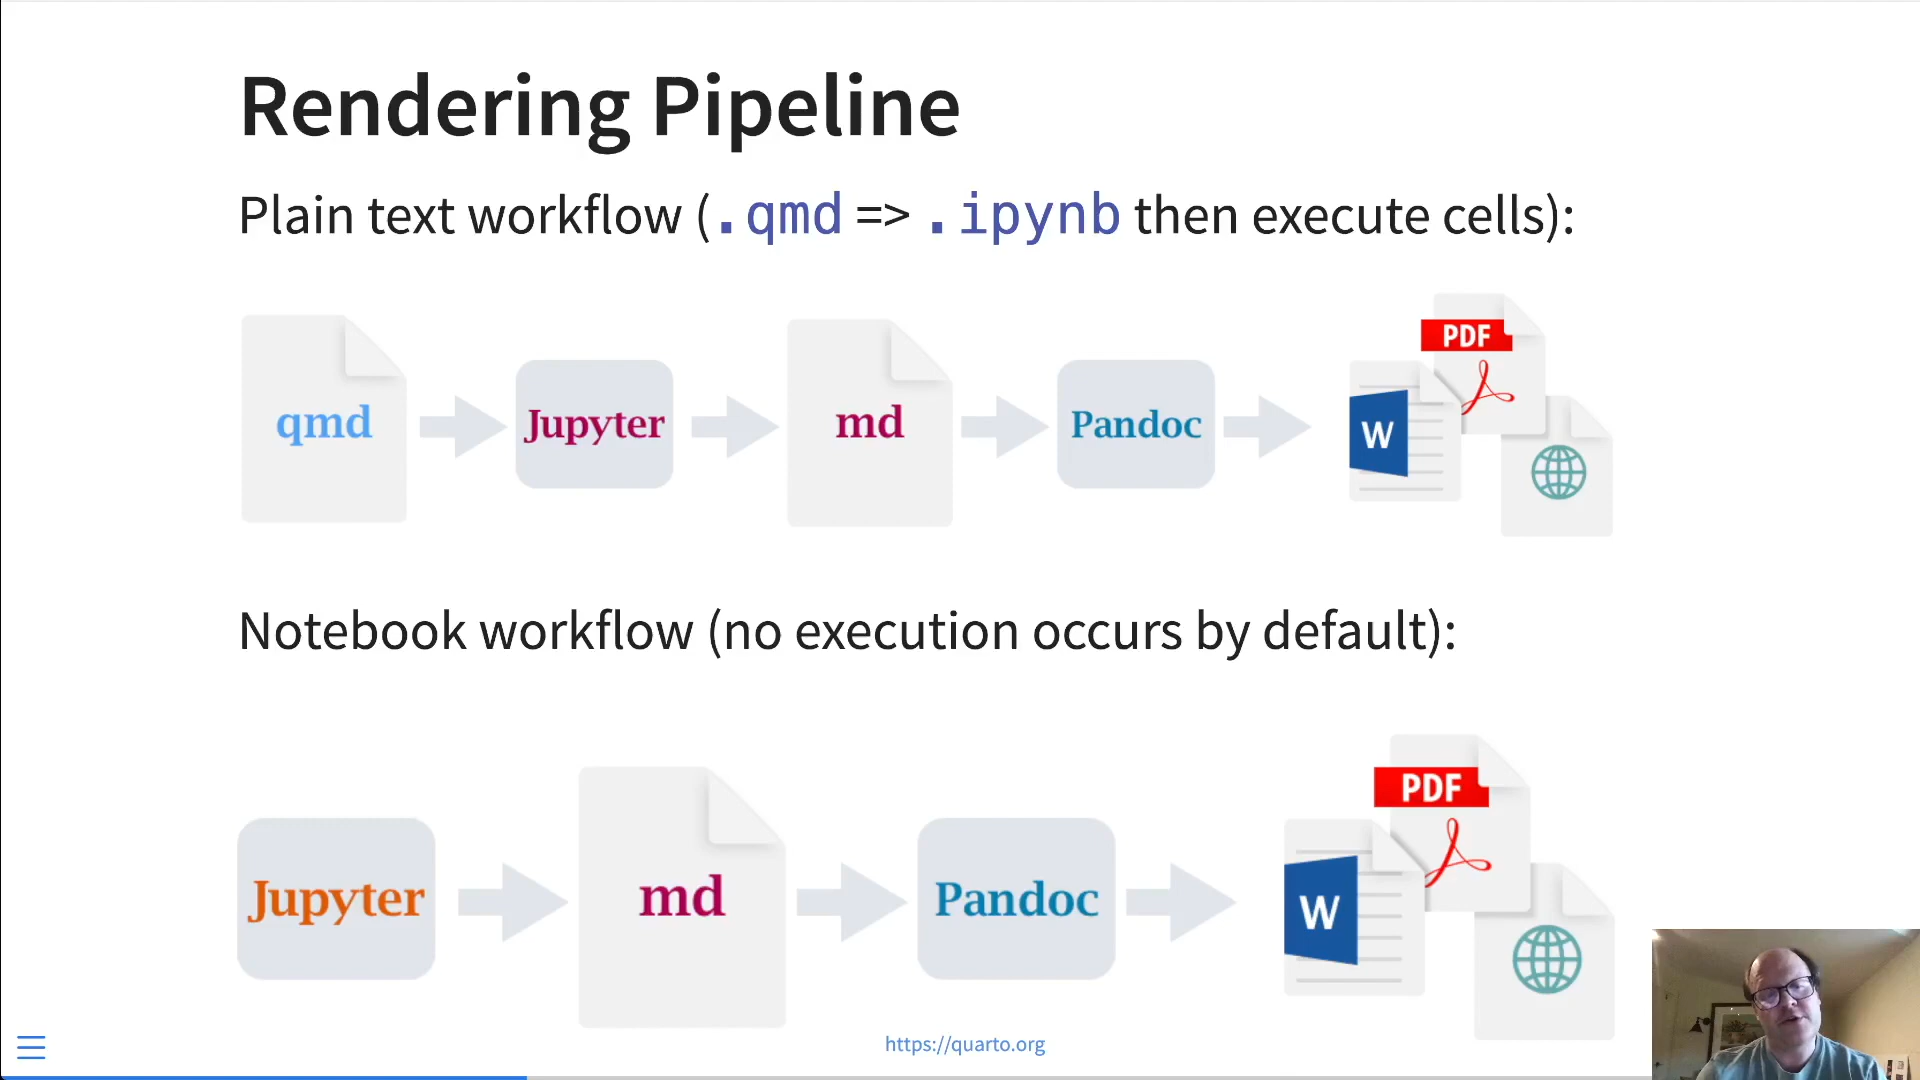 Rendering Pipeline
Plain text workflow (.qmd => .ipynb then execute cells):
qmd
Jupyter
md
Pandoc
W
PDF
Notebook workflow (no execution occurs by default):
Jupyter
md
Pandoc
W
PDF
https://quarto.org